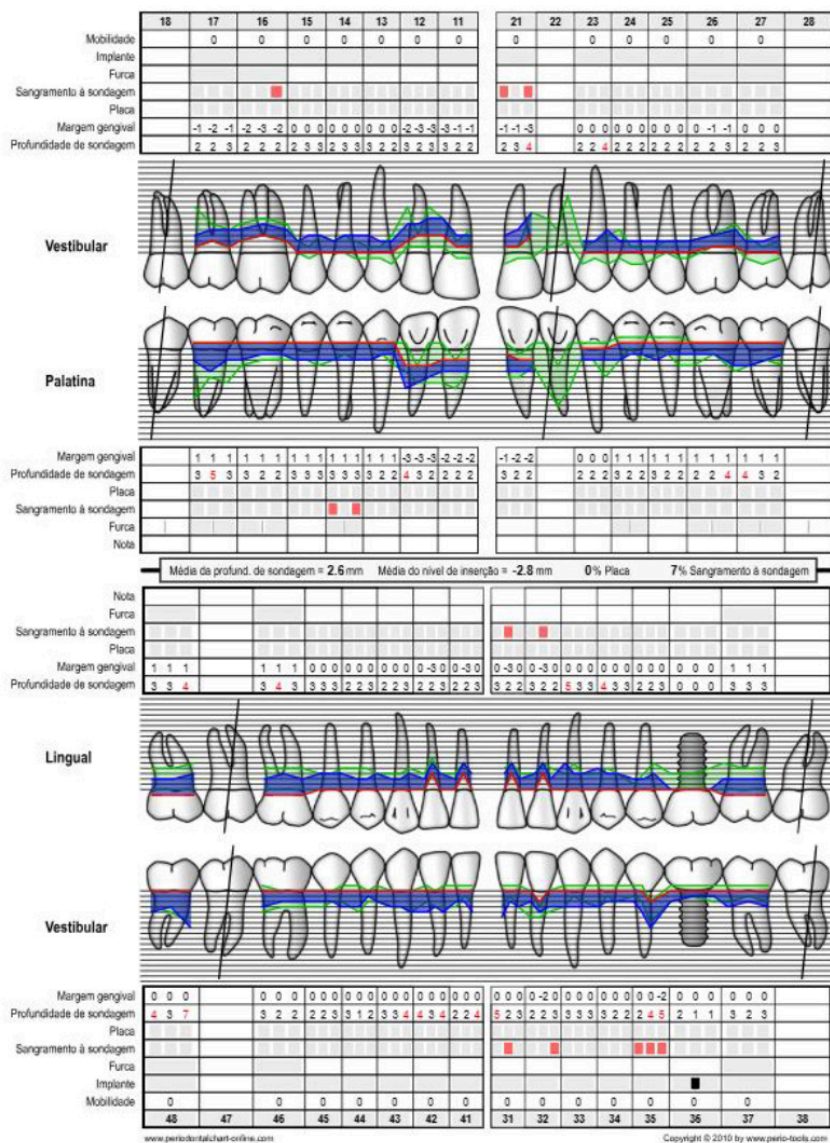 18 17 16 15 14 13 12 11 21 22 23 24 25 26 27 28
Mobilidade 0 0 0 0 0 0 0 0 0 0 0 0 0
Implante
Furca
Sangramento à sondagem
Placa
Margem gengival -1 -2 -1 -2 -3 -2 0 0 0 0 0 0 0 0 0 -2 -3 -3 -3 -1 -1 -1 -1 -3 0 0 0 0 0 0 0 0 0 0 -1 -1 0 0 0
Profundidade de sondagem 2 2 3 2 2 2 2 2 2 2 2 2 3 2 2 2 2 2 3 2 2 2 3 4 2 2 4 2 2 2 2 2 2 2 2 3 2 2 3
Vestibular
Palatina
Margem gengival 1 1 1 1 1 1 1 1 1 1 1 1 1 1 1 -3 -3 -3 -2 -2 -2 -1 -2 -2 0 0 0 1 1 1 1 1 1 1 1 1 1 1 1
Profundidade de sondagem 3 5 3 3 2 2 3 3 3 3 3 3 3 2 2 4 3 2 2 2 2 3 2 2 2 2 2 3 2 2 3 2 2 2 2 4 4 3 2
Placa
Sangramento à sondagem
Furca
Nota
Média da profund. de sondagem = 2.6 mm Média do nível de inserção = -2.8 mm 0% Placa 7% Sangramento à sondagem
Nota
Furca
Sangramento à sondagem
Placa
Margem gengival 1 1 1 1 1 1 0 0 0 0 0 0 0 0 0 0 -3 0 0 -3 0 0 -3 0 0 -3 0 0 0 0 0 0 0 0 0 0 0 0 0 1 1 1
Profundidade de sondagem 3 3 4 3 4 3 3 3 3 2 2 3 2 2 3 2 2 3 2 2 3 3 2 2 3 2 2 5 3 3 4 3 3 2 2 3 0 0 0 3 3 3
Lingual
Vestibular
Margem gengival 0 0 0 0 0 0 0 0 0 0 0 0 0 0 0 0 0 0 0 0 0 0 0 0 0 -2 0 0 0 0 0 0 0 0 0 -2 0 0 0 0 0 0
Profundidade de sondagem 4 3 7 3 2 2 2 2 3 3 1 2 3 3 4 4 3 4 2 2 4 5 2 3 2 2 3 3 3 3 3 2 2 2 4 5 2 1 1 3 2 3
Placa
Sangramento à sondagem
Furca
Implante
Mobilidade 0 0 0 0 0 0 0 0 0 0 0 0 0 0
48 47 46 45 44 43 42 41 31 32 33 34 35 36 37 38
www.periodontalchart-online.com Copyright © 2010 by www.perio-tools.com